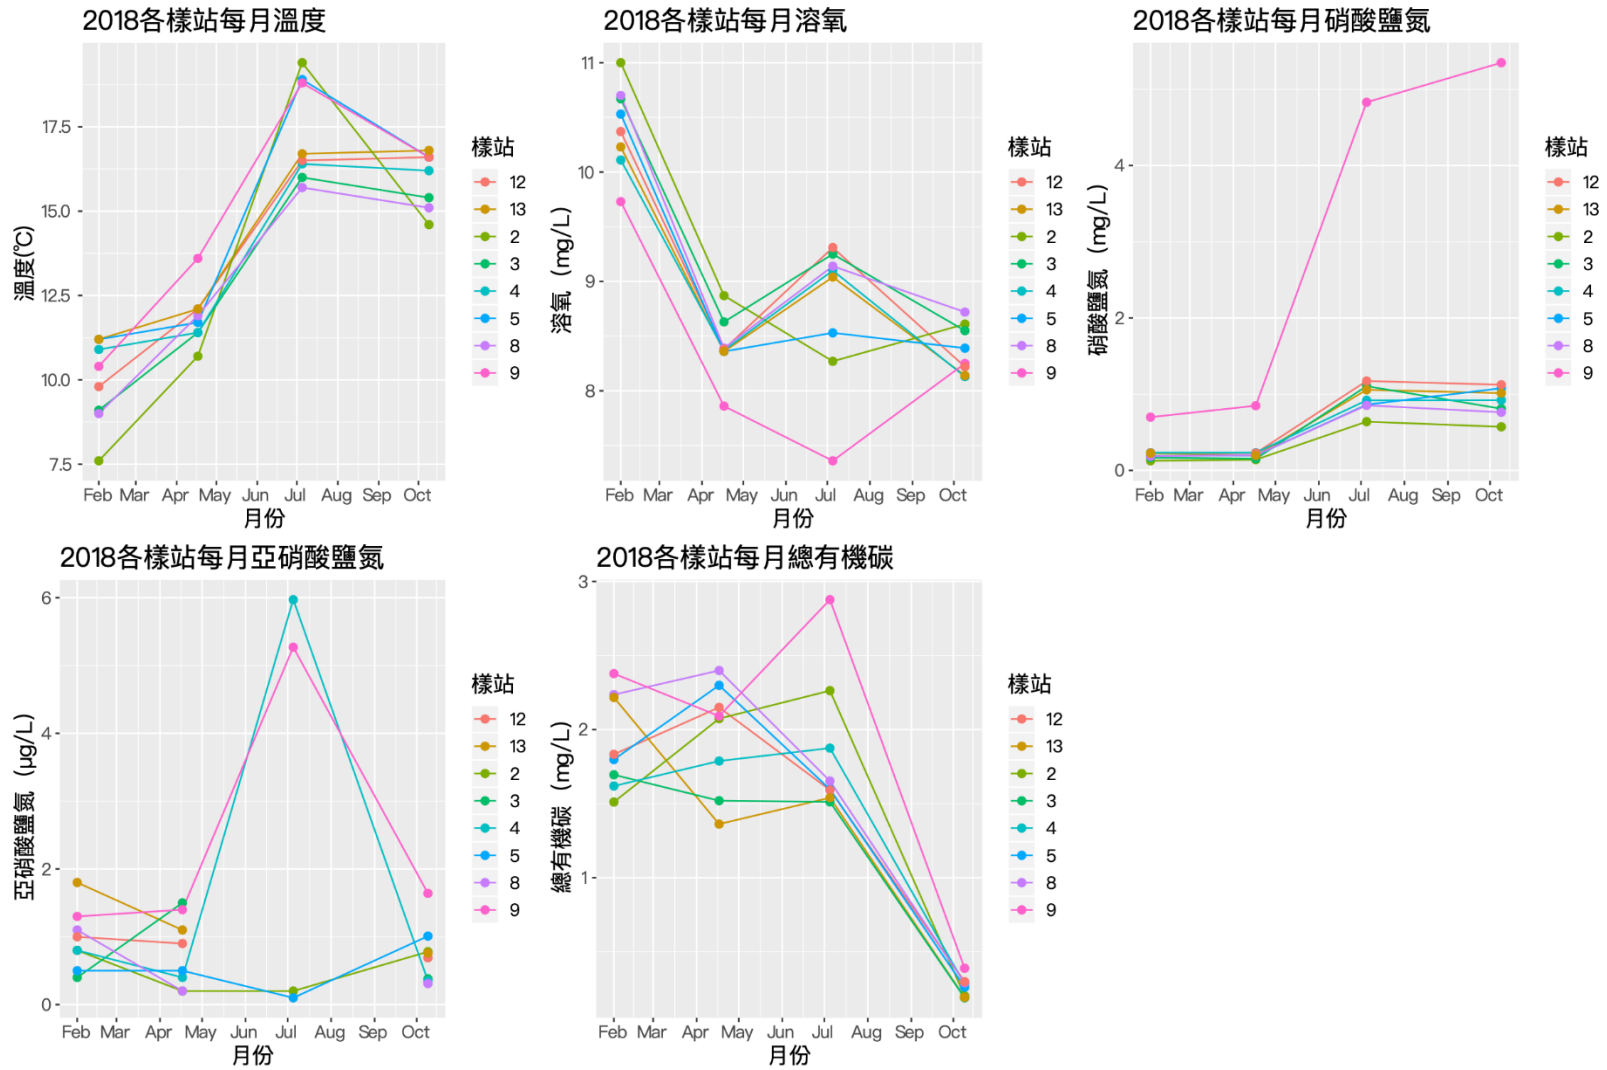 2018各樣站每月溫度
溫度(℃)
17.5
15.0
12.5
10.0
7.5
Feb Mar Apr May Jun Jul Aug Sep Oct
月份
樣站
12
13
2
3
4
5
8
9
2018各樣站每月溶氧
溶氧（mg/L）
11
10
9
8
Feb Mar Apr May Jun Jul Aug Sep Oct
月份
樣站
12
13
2
3
4
5
8
9
2018各樣站每月硝酸鹽氮
硝酸鹽氮（mg/L）
4
2
0
Feb Mar Apr May Jun Jul Aug Sep Oct
月份
樣站
12
13
2
3
4
5
8
9
2018各樣站每月亞硝酸鹽氮
亞硝酸鹽氮（µg/L）
6
4
2
0
Feb Mar Apr May Jun Jul Aug Sep Oct
月份
樣站
12
13
2
3
4
5
8
9
2018各樣站每月總有機碳
總有機碳（mg/L）
3
2
1
Feb Mar Apr May Jun Jul Aug Sep Oct
月份
樣站
12
13
2
3
4
5
8
9